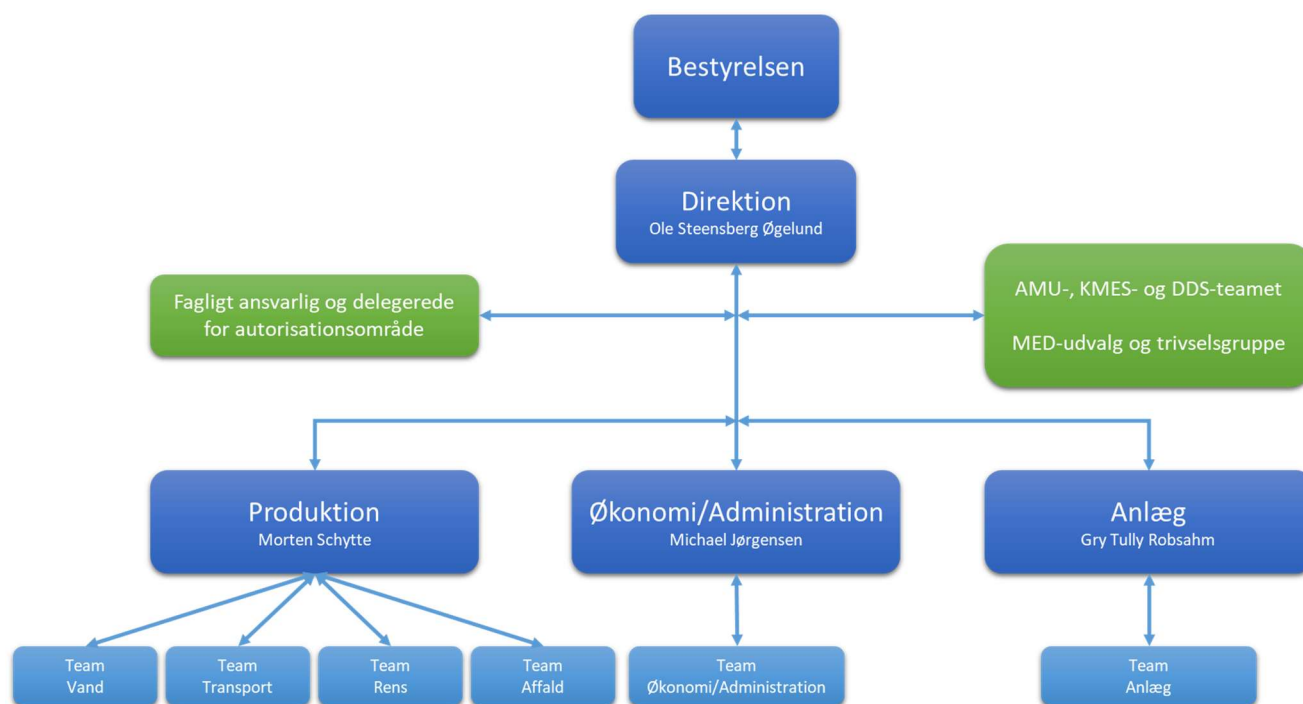 Bestyrelsen
Direktion
Ole Steensberg Øgelund
Fagligt ansvarlig og delegerede
for autorisationsområde
AMU-, KMES- og DDS-teamet
MED-udvalg og trivselsgruppe
Produktion
Morten Schytte
Økonomi/Administration
Michael Jørgensen
Anlæg
Gry Tully Robsahm
Team
Vand
Team
Transport
Team
Rens
Team
Affald
Team
Økonomi/Administration
Team
Anlæg